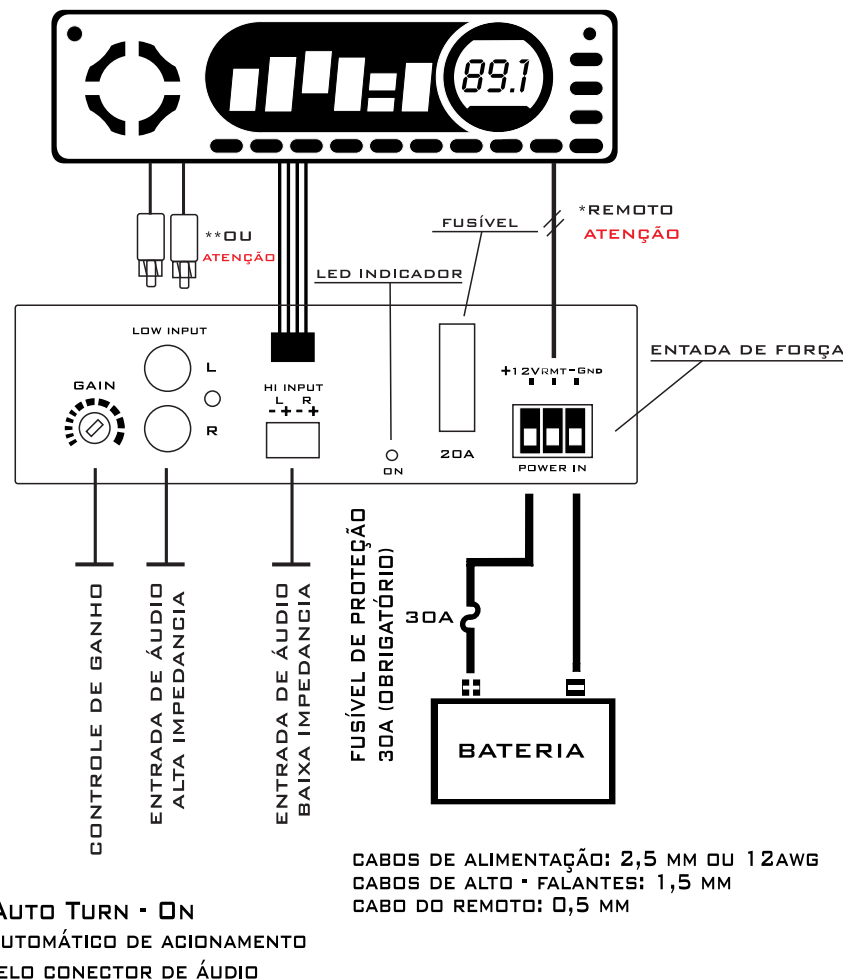 89.1
*REMOTO
ATENÇÃO
FUSÍVEL
**OU
ATENÇÃO
LED INDICADOR
LOW INPUT
L
R
GAIN
HI INPUT
L R
- + - +
ON
20A
+12V RMT -GND
POWER IN
ENTADA DE FORÇA
CONTROLE DE GANHO
ENTRADA DE ÁUDIO
ALTA IMPEDANCIA
ENTRADA DE ÁUDIO
BAIXA IMPEDANCIA
FUSÍVEL DE PROTEÇÃO
30A (OBRIGATÓRIO)
30A
BATERIA
CABOS DE ALIMENTAÇÃO: 2,5 MM OU 12AWG
CABOS DE ALTO - FALANTES: 1,5 MM
CABO DO REMOTO: 0,5 MM
AUTO TURN - ON
UTOMÁTICO DE ACIONAMENTO
ELO CONECTOR DE ÁUDIO